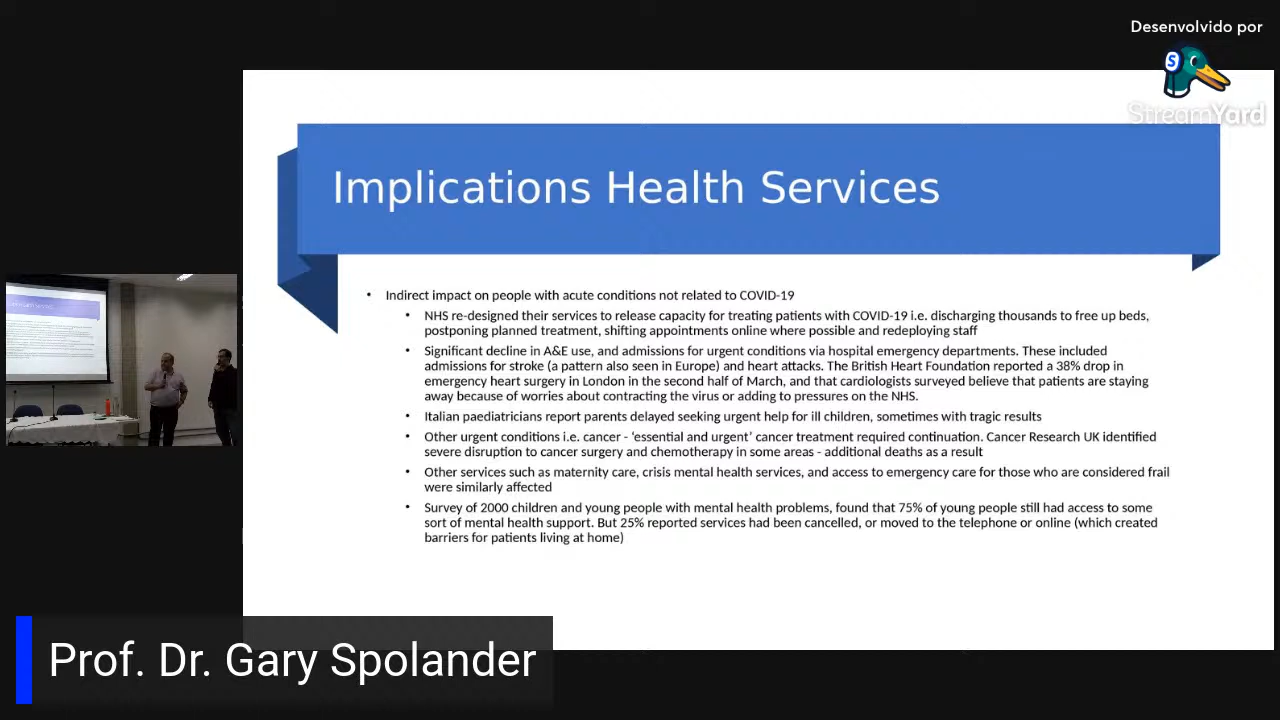 Desenvolvido por
S
StreamYard
Implications Health Services
• Indirect impact on people with acute conditions not related to COVID-19
• NHS re-designed their services to release capacity for treating patients with COVID-19 i.e. discharging thousands to free up beds,
postponing planned treatment, shifting appointments online where possible and redeploying staff
• Significant decline in A&E use, and admissions for urgent conditions via hospital emergency departments. These included
admissions for stroke (a pattern also seen in Europe) and heart attacks. The British Heart Foundation reported a 38% drop in
emergency heart surgery in London in the second half of March, and that cardiologists surveyed believe that patients are staying
away because of worries about contracting the virus or adding to pressures on the NHS.
• Italian paediatricians report parents delayed seeking urgent help for ill children, sometimes with tragic results
• Other urgent conditions i.e. cancer - ‘essential and urgent’ cancer treatment required continuation. Cancer Research UK identified
severe disruption to cancer surgery and chemotherapy in some areas - additional deaths as a result
• Other services such as maternity care, crisis mental health services, and access to emergency care for those who are considered frail
were similarly affected
• Survey of 2000 children and young people with mental health problems, found that 75% of young people still had access to some
sort of mental health support. But 25% reported services had been cancelled, or moved to the telephone or online (which created
barriers for patients living at home)
Prof. Dr. Gary Spolander